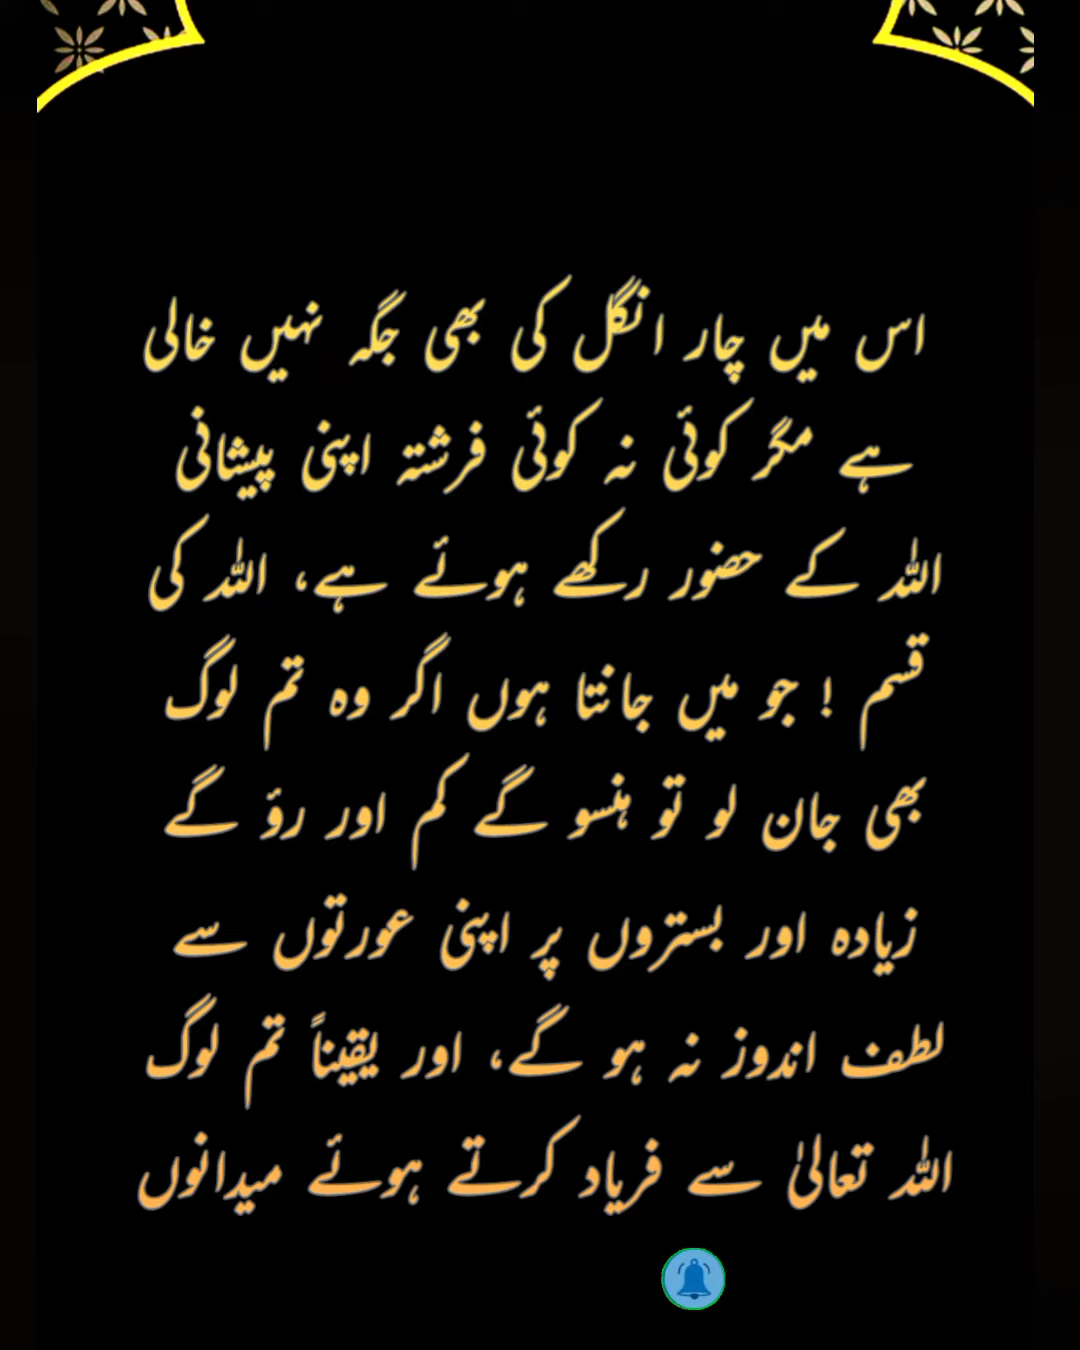 اس میں چار انگل کی بھی جگہ نہیں خالی
ہے مگر کوئی نہ کوئی فرشتہ اپنی پیشانی
اللہ کے حضور رکھے ہوئے ہے، اللہ کی
قسم ! جو میں جانتا ہوں اگر وہ تم لوگ
بھی جان لو تو ہنسو گے کم اور رؤ گے
زیادہ اور بستروں پر اپنی عورتوں سے
لطف اندوز نہ ہو گے، اور یقیناً تم لوگ
اللہ تعالیٰ سے فریاد کرتے ہوئے میدانوں